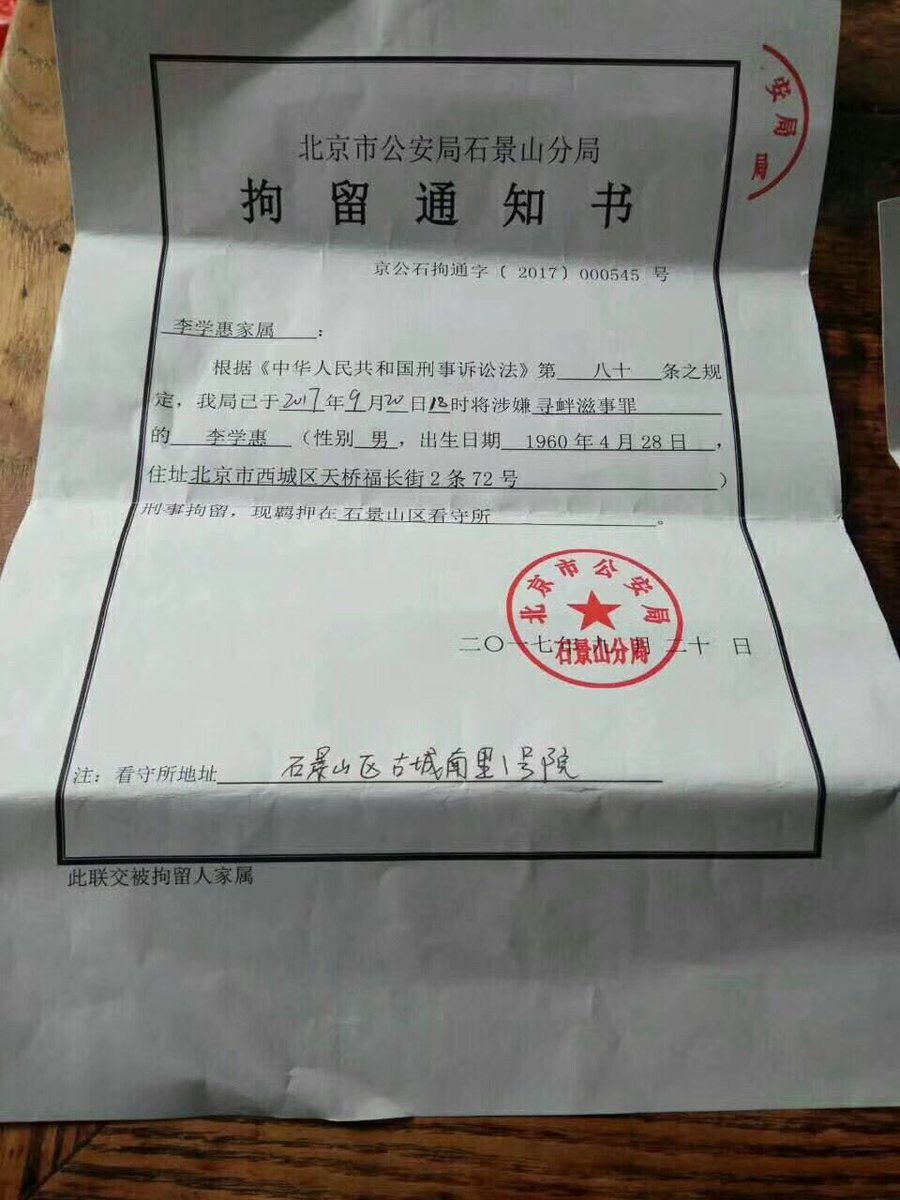 安局
局
北京市公安局石景山分局
拘留通知书
京公石拘通字〔2017〕000545 号
李学惠家属：
根据《中华人民共和国刑事诉讼法》第 八十 条之规
定，我局已于2017年9月20日18时将涉嫌寻衅滋事罪
的 李学惠 （性别 男，出生日期 1960年4月28日，
住址北京市西城区天桥福长街2条72号）
刑事拘留，现羁押在石景山区看守所。
北京市公安局
石景山分局
二〇一七年九月二十日
注：看守所地址 石景山区古城南里1号院
此联交被拘留人家属